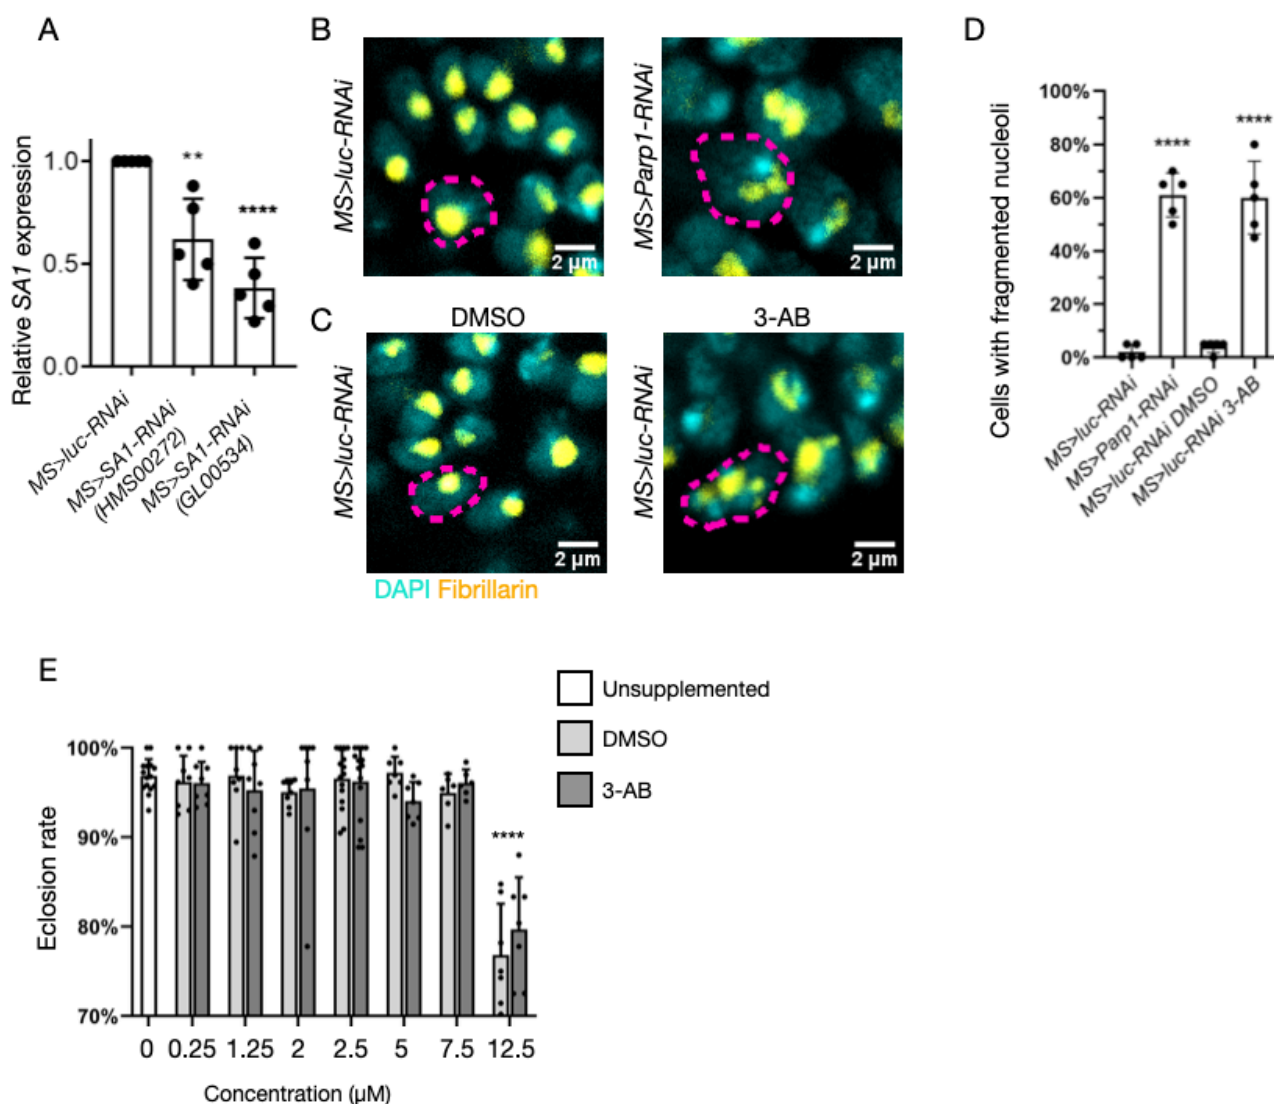 A
Relative SA1 expression
1.0
0.5
0.0
**
****
MS>luc-RNAi
MS>SA1-RNAi
(HMS00272)
MS>SA1-RNAi
(GL00534)
B
MS>luc-RNAi
2 µm
MS>Parp1-RNAi
2 µm
C
DMSO
3-AB
MS>luc-RNAi
2 µm
MS>luc-RNAi
2 µm
DAPI Fibrillarin
D
Cells with fragmented nucleoli
100%
80%
60%
40%
20%
0%
****
****
MS>luc-RNAi
MS>Parp1-RNAi
MS>luc-RNAi DMSO
MS>luc-RNAi 3-AB
E
Unsupplemented
DMSO
3-AB
Eclosion rate
100%
90%
80%
70%
****
0 0.25 1.25 2 2.5 5 7.5 12.5
Concentration (µM)